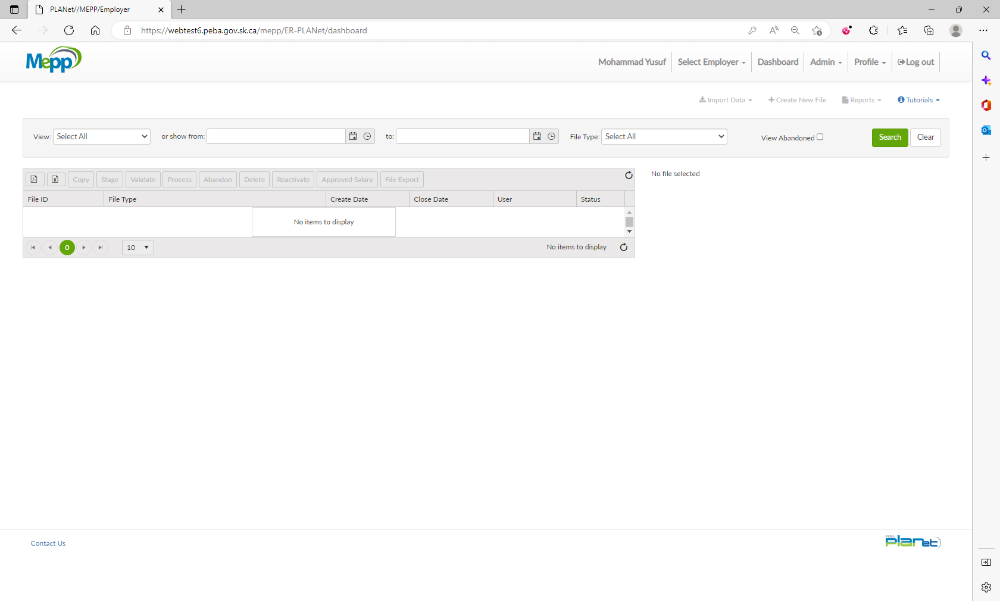 PLANet//MEPP/Employer
https://webtest6.peba.gov.sk.ca/mepp/ER-PLANet/dashboard
Mepp
Mohammad Yusuf Select Employer Dashboard Admin Profile Log out
Import Data Create New File Reports Tutorials
View: Select All or show from: to: File Type: Select All View Abandoned Search Clear
Copy Stage Validate Process Abandon Delete Reactivate Approved Salary File Export
No file selected
File ID File Type Create Date Close Date User Status
No items to display
0 10 No items to display
Contact Us
PEBA
planet